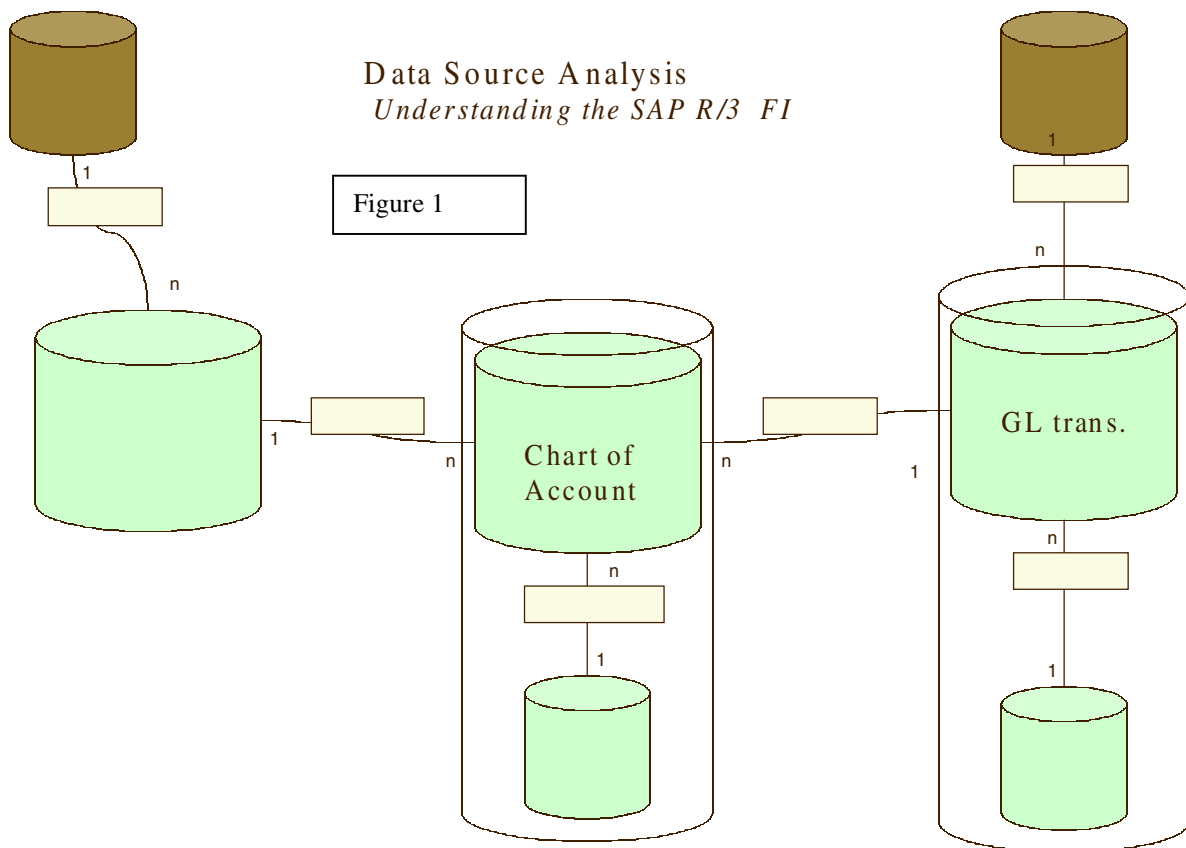 Data Source Analysis
Understanding the SAP R/3 FI
1
1
Figure 1
n
n
GL trans.
1
n
Chart of
Account
n
1
n
n
1
1